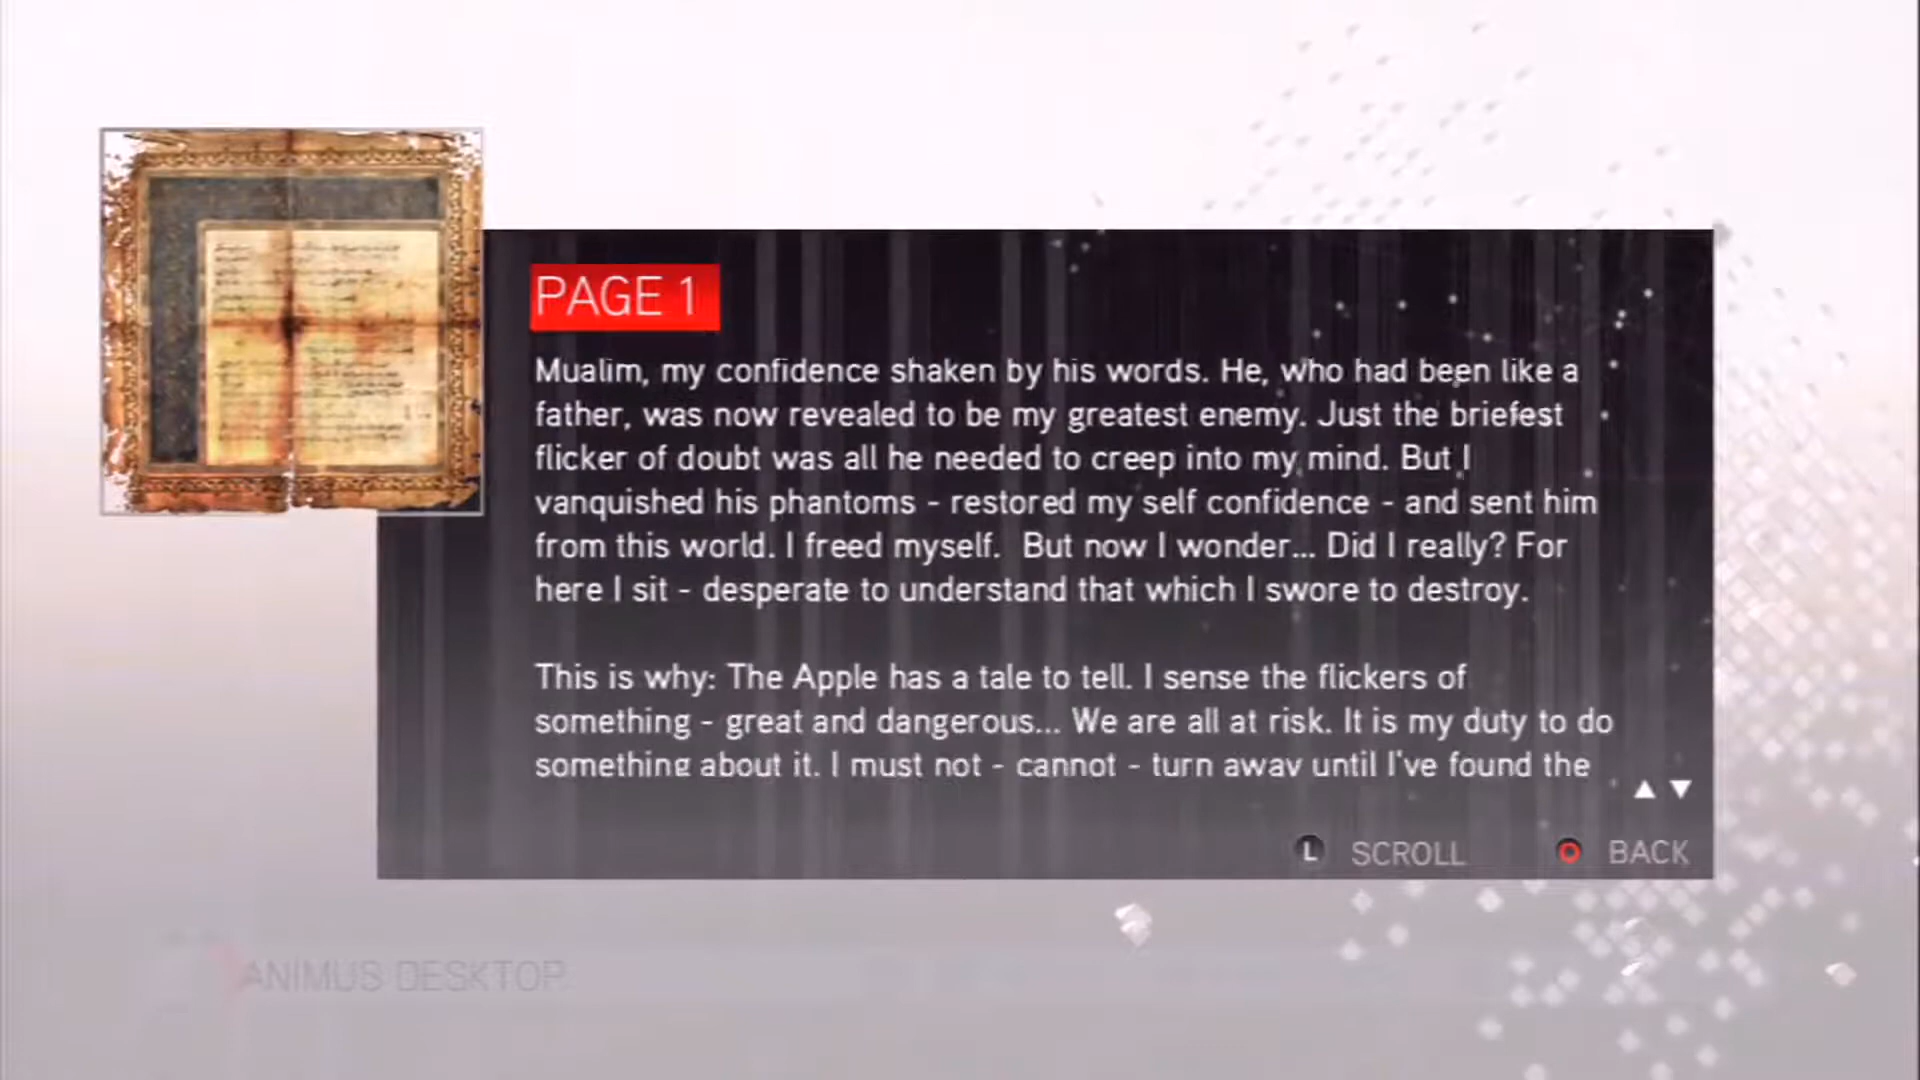 PAGE 1
Mualim, my confidence shaken by his words. He, who had been like a
father, was now revealed to be my greatest enemy. Just the briefest
flicker of doubt was all he needed to creep into my mind. But I
vanquished his phantoms - restored my self confidence - and sent him
from this world. I freed myself.  But now I wonder... Did I really? For
here I sit - desperate to understand that which I swore to destroy.
This is why: The Apple has a tale to tell. I sense the flickers of
something - great and dangerous... We are all at risk. It is my duty to do
something about it. I must not - cannot - turn away until I've found the
L SCROLL O BACK
ANIMUS DESKTOP